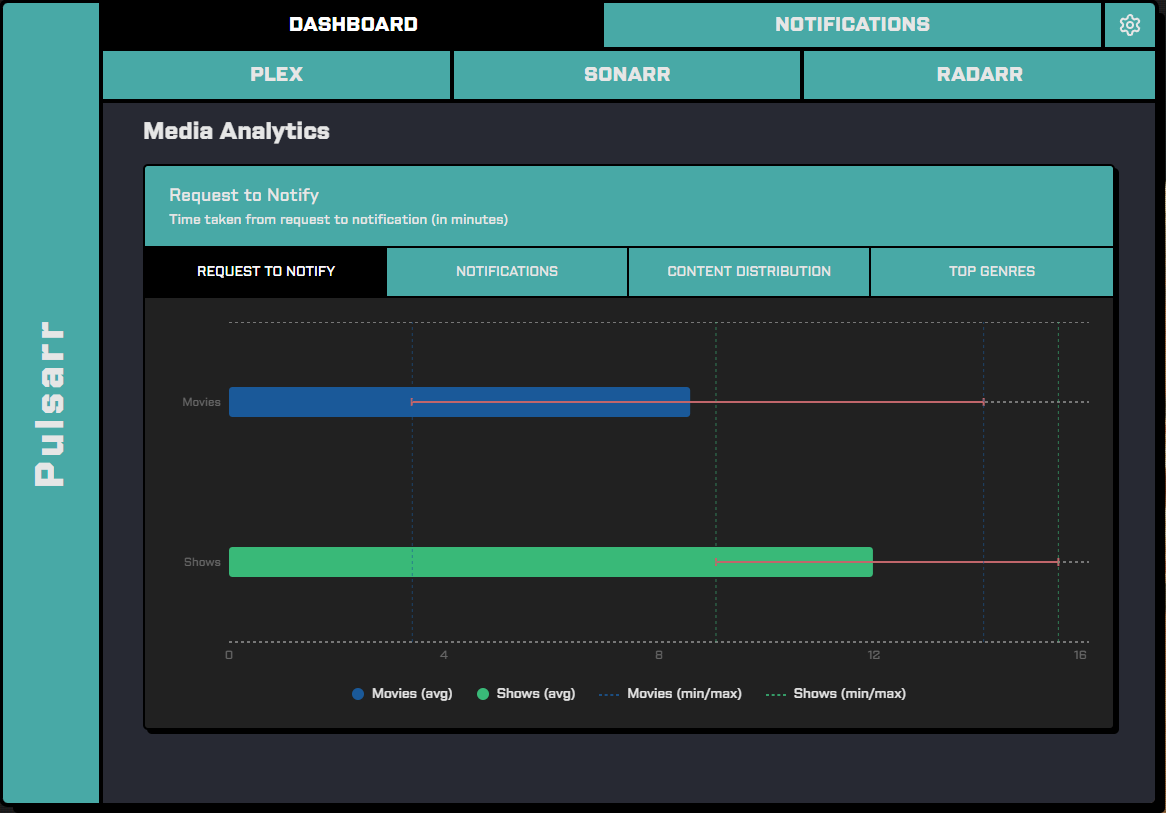 Pulsarr
DASHBOARD
NOTIFICATIONS
PLEX
SONARR
RADARR
Media Analytics
Request to Notify
Time taken from request to notification (in minutes)
REQUEST TO NOTIFY
NOTIFICATIONS
CONTENT DISTRIBUTION
TOP GENRES
Movies
Shows
0 4 8 12 16
Movies (avg) Shows (avg) Movies (min/max) Shows (min/max)